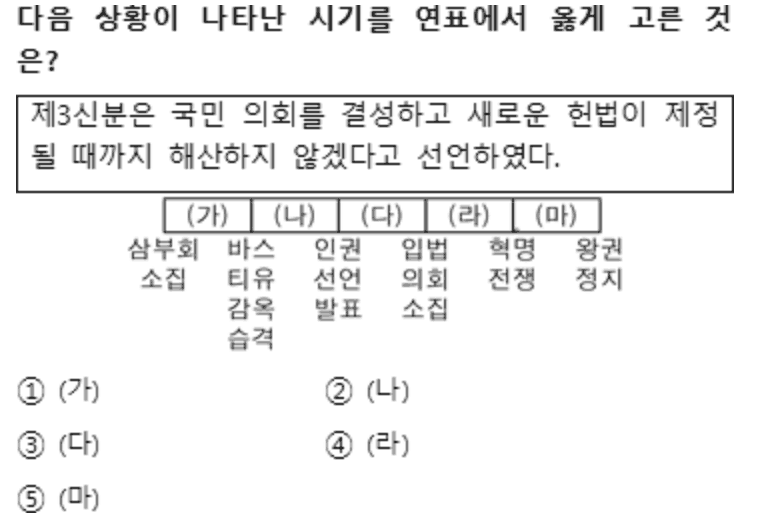 다음 상황이 나타난 시기를 연표에서 옳게 고른 것
은?
제3신분은 국민 의회를 결성하고 새로운 헌법이 제정
될 때까지 해산하지 않겠다고 선언하였다.
(가) (나) (다) (라) (마)
삼부회 바스 인권 입법 혁명 왕권
소집 티유 선언 의회 전쟁 정지
감옥 발표 소집
습격
① (가) ② (나)
③ (다) ④ (라)
⑤ (마)